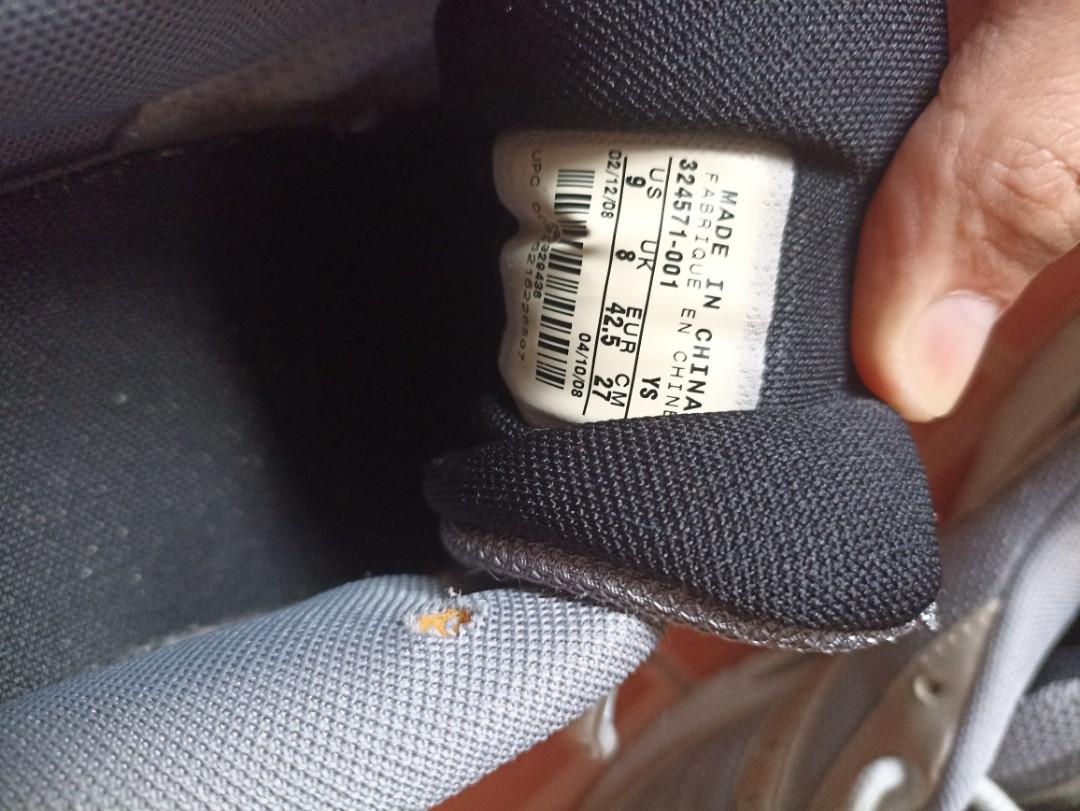 MADE IN CHINA
FABRIQUE EN CHINE
324571-001 YS
US UK EUR CM
9 8 42.5 27
02/12/08 04/10/08
UPC